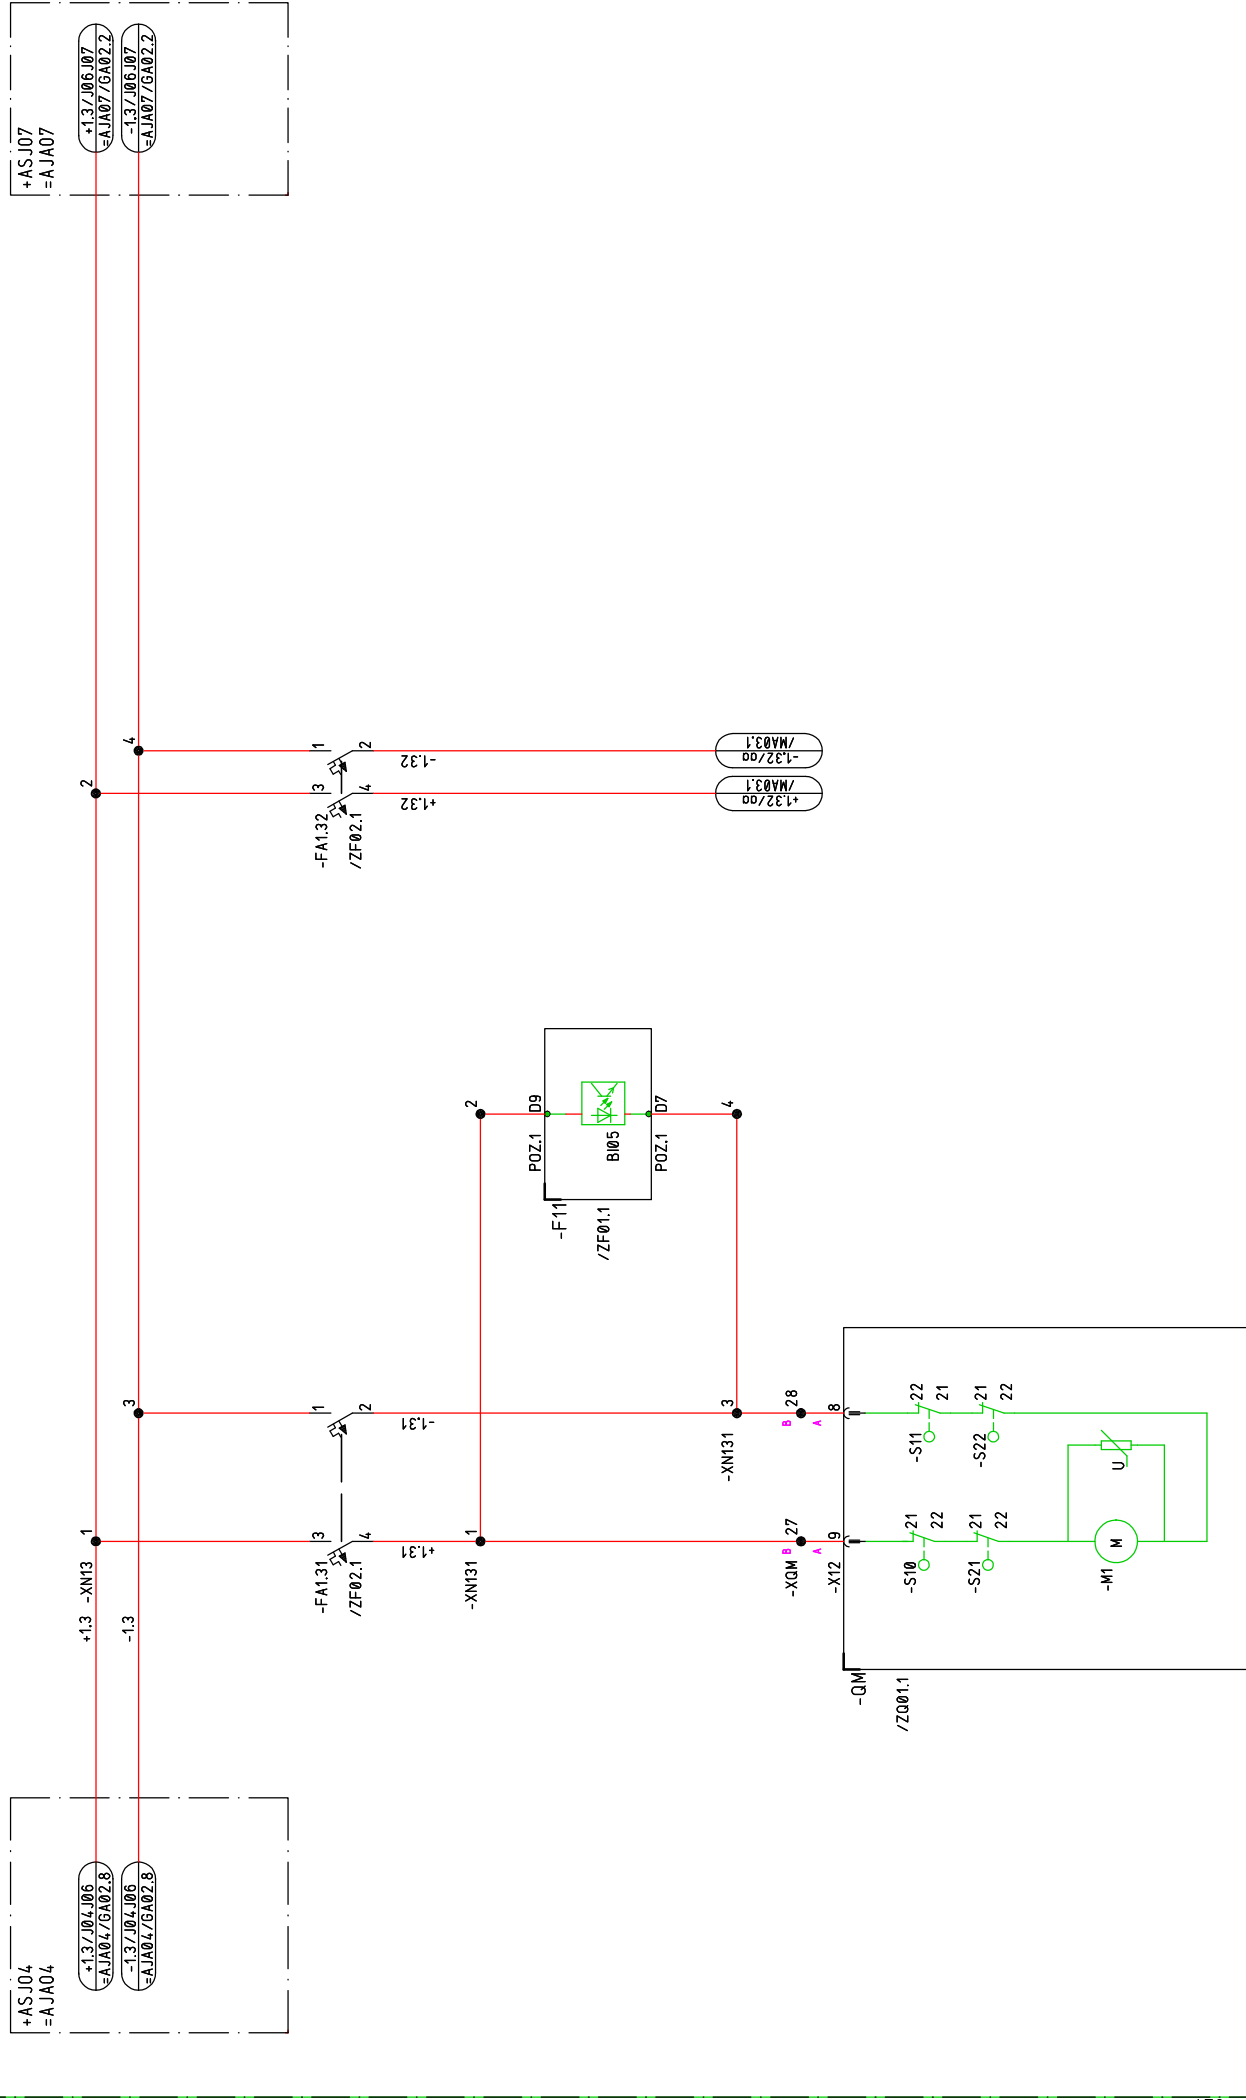 +ASJ04
=AJA04
+1.3/J04J06
=AJA04/GA02.8
-1.3/J04J06
=AJA04/GA02.8
+1.3
-XN13
1
-1.3
3
2
4
+ASJ07
=AJA07
+1.3/J06J07
=AJA07/GA02.2
-1.3/J06J07
=AJA07/GA02.2
-FA1.31
/ZF02.1
3
4
1
2
+1.31
-1.31
-FA1.32
/ZF02.1
3
4
1
2
+1.32
-1.32
-XN131
1
2
-F11
/ZF01.1
POZ.1
D9
BI05
POZ.1
D7
-XN131
3
4
+1.32/aa
/MA03.1
-1.32/aa
/MA03.1
-XQM
B
27
A
B
28
A
-X12
9
8
-QM
/ZQ01.1
-S10
21
22
-S11
22
21
-S21
21
22
-S22
21
22
-M1
M
U